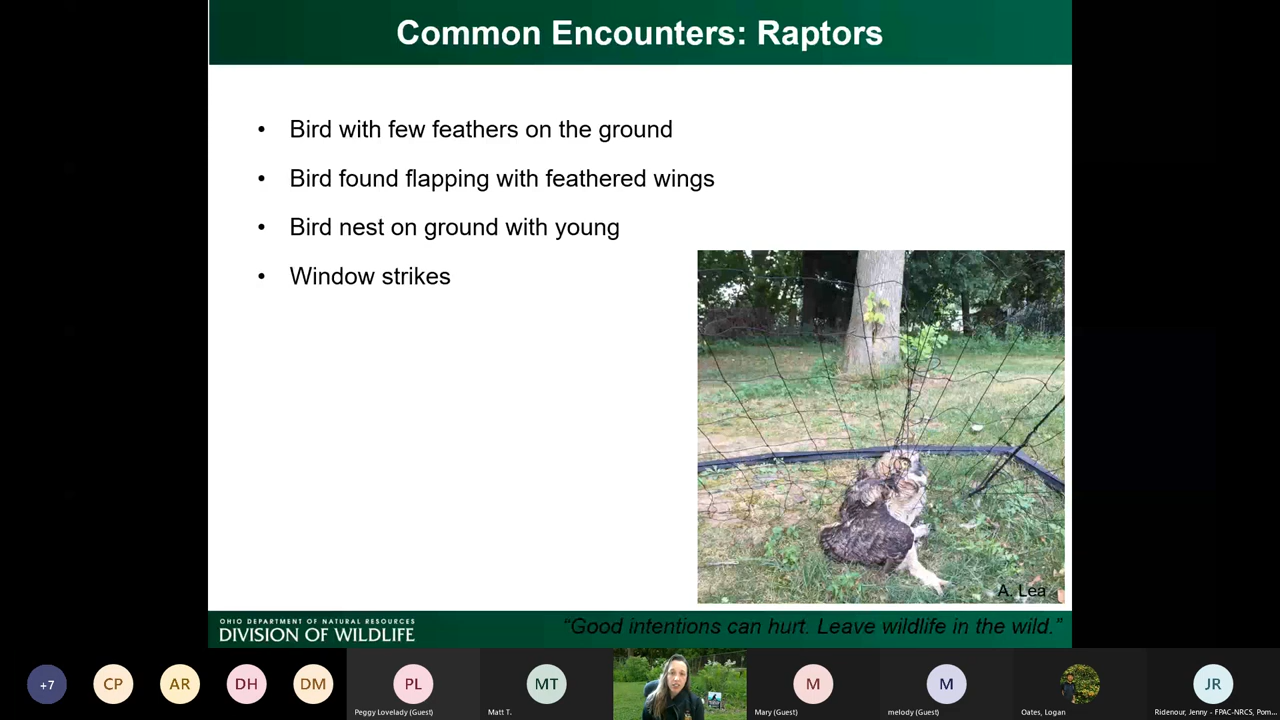 Common Encounters: Raptors
• Bird with few feathers on the ground
• Bird found flapping with feathered wings
• Bird nest on ground with young
• Window strikes
A. Lea
OHIO DEPARTMENT OF NATURAL RESOURCES
DIVISION OF WILDLIFE
“Good intentions can hurt. Leave wildlife in the wild.”
+7
CP
AR
DH
DM
PL
MT
M
M
JR
Peggy Lovelady (Guest)
Matt T.
Mary (Guest)
melody (Guest)
Oates, Logan
Ridenour, Jenny - FPAC-NRCS, Pom...